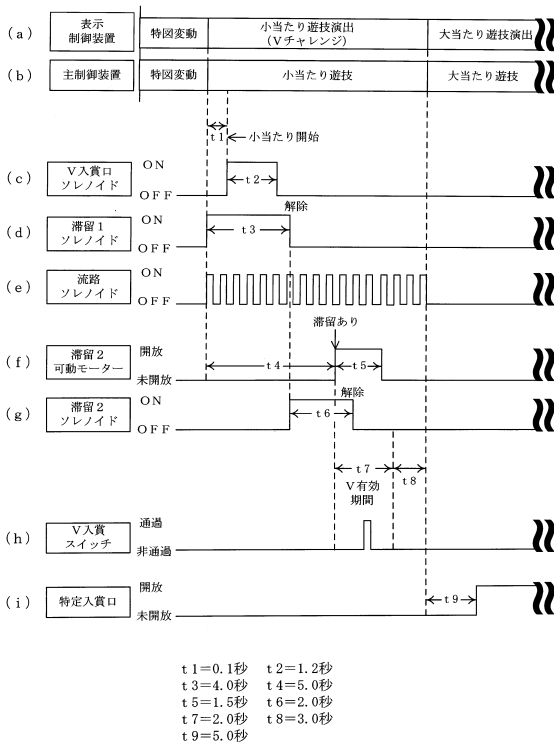 (a) 表示制御装置 特図変動 小当たり遊技演出(Vチャレンジ) 大当たり遊技演出
(b) 主制御装置 特図変動 小当たり遊技 大当たり遊技
t1 小当たり開始
(c) V入賞口ソレノイド ON OFF t2
解除
(d) 滞留1ソレノイド ON OFF t3
(e) 流路ソレノイド ON OFF
滞留あり
(f) 滞留2可動モーター 開放 未開放 t4 t5
解除
(g) 滞留2ソレノイド ON OFF t6
t7 t8
V有効期間
(h) V入賞スイッチ 通過 非通過
(i) 特定入賞口 開放 未開放 t9
t1=0.1秒 t2=1.2秒
t3=4.0秒 t4=5.0秒
t5=1.5秒 t6=2.0秒
t7=2.0秒 t8=3.0秒
t9=5.0秒